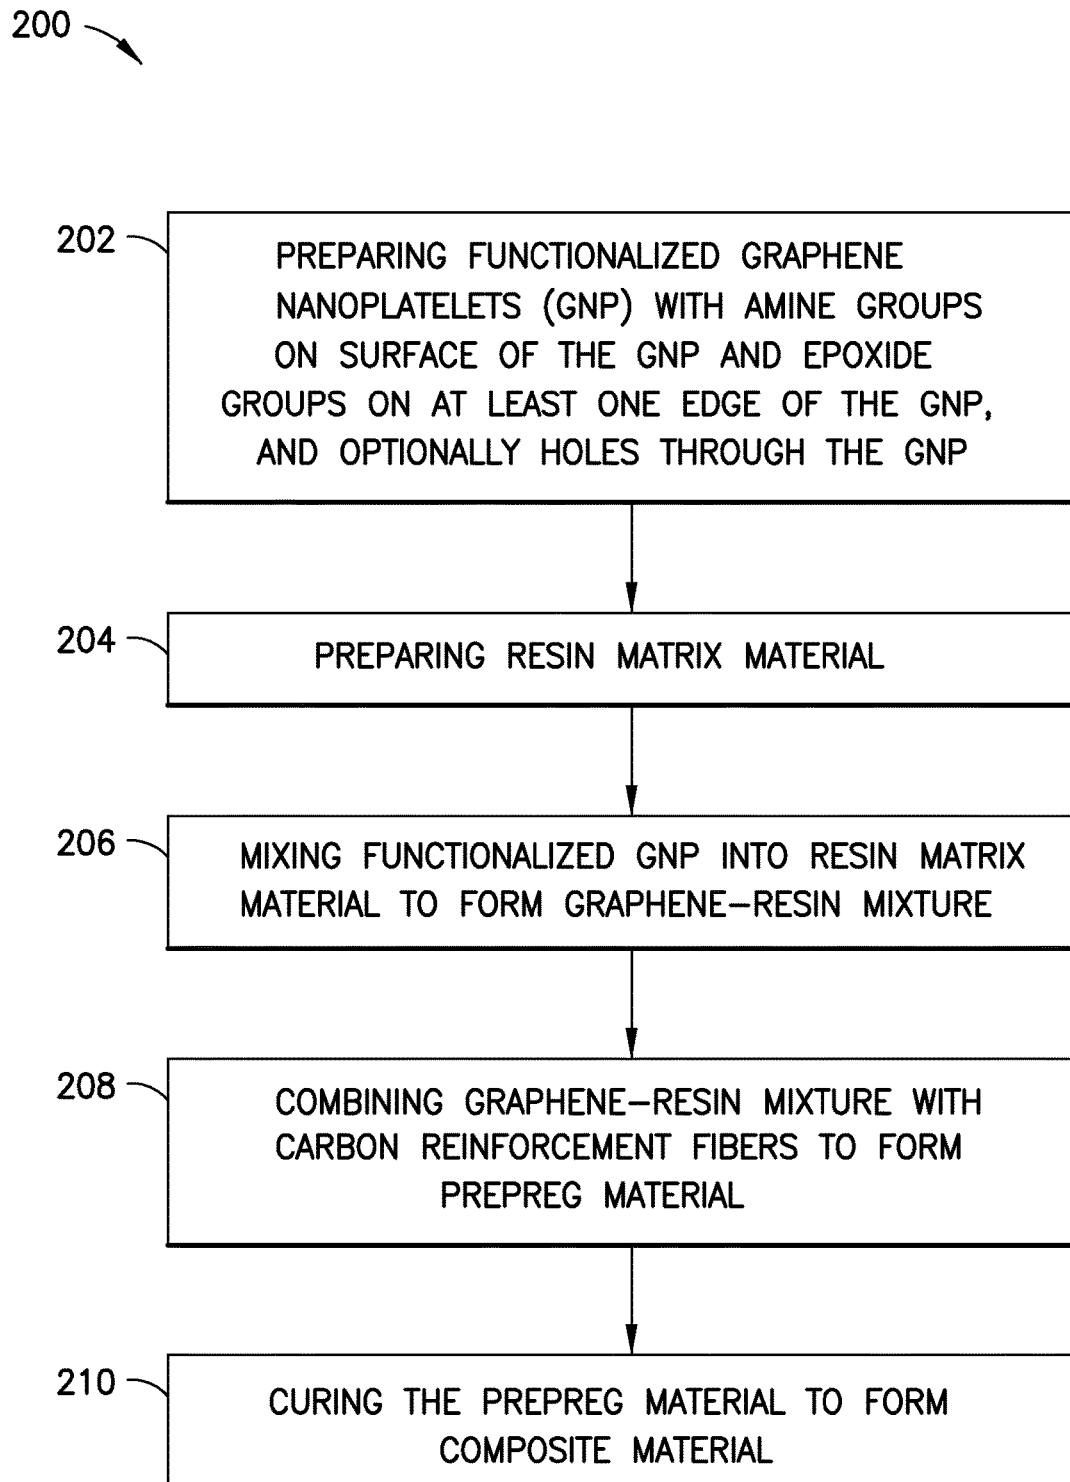 200
202
PREPARING FUNCTIONALIZED GRAPHENE
NANOPLATELETS (GNP) WITH AMINE GROUPS
ON SURFACE OF THE GNP AND EPOXIDE
GROUPS ON AT LEAST ONE EDGE OF THE GNP,
AND OPTIONALLY HOLES THROUGH THE GNP
204
PREPARING RESIN MATRIX MATERIAL
206
MIXING FUNCTIONALIZED GNP INTO RESIN MATRIX
MATERIAL TO FORM GRAPHENE–RESIN MIXTURE
208
COMBINING GRAPHENE–RESIN MIXTURE WITH
CARBON REINFORCEMENT FIBERS TO FORM
PREPREG MATERIAL
210
CURING THE PREPREG MATERIAL TO FORM
COMPOSITE MATERIAL